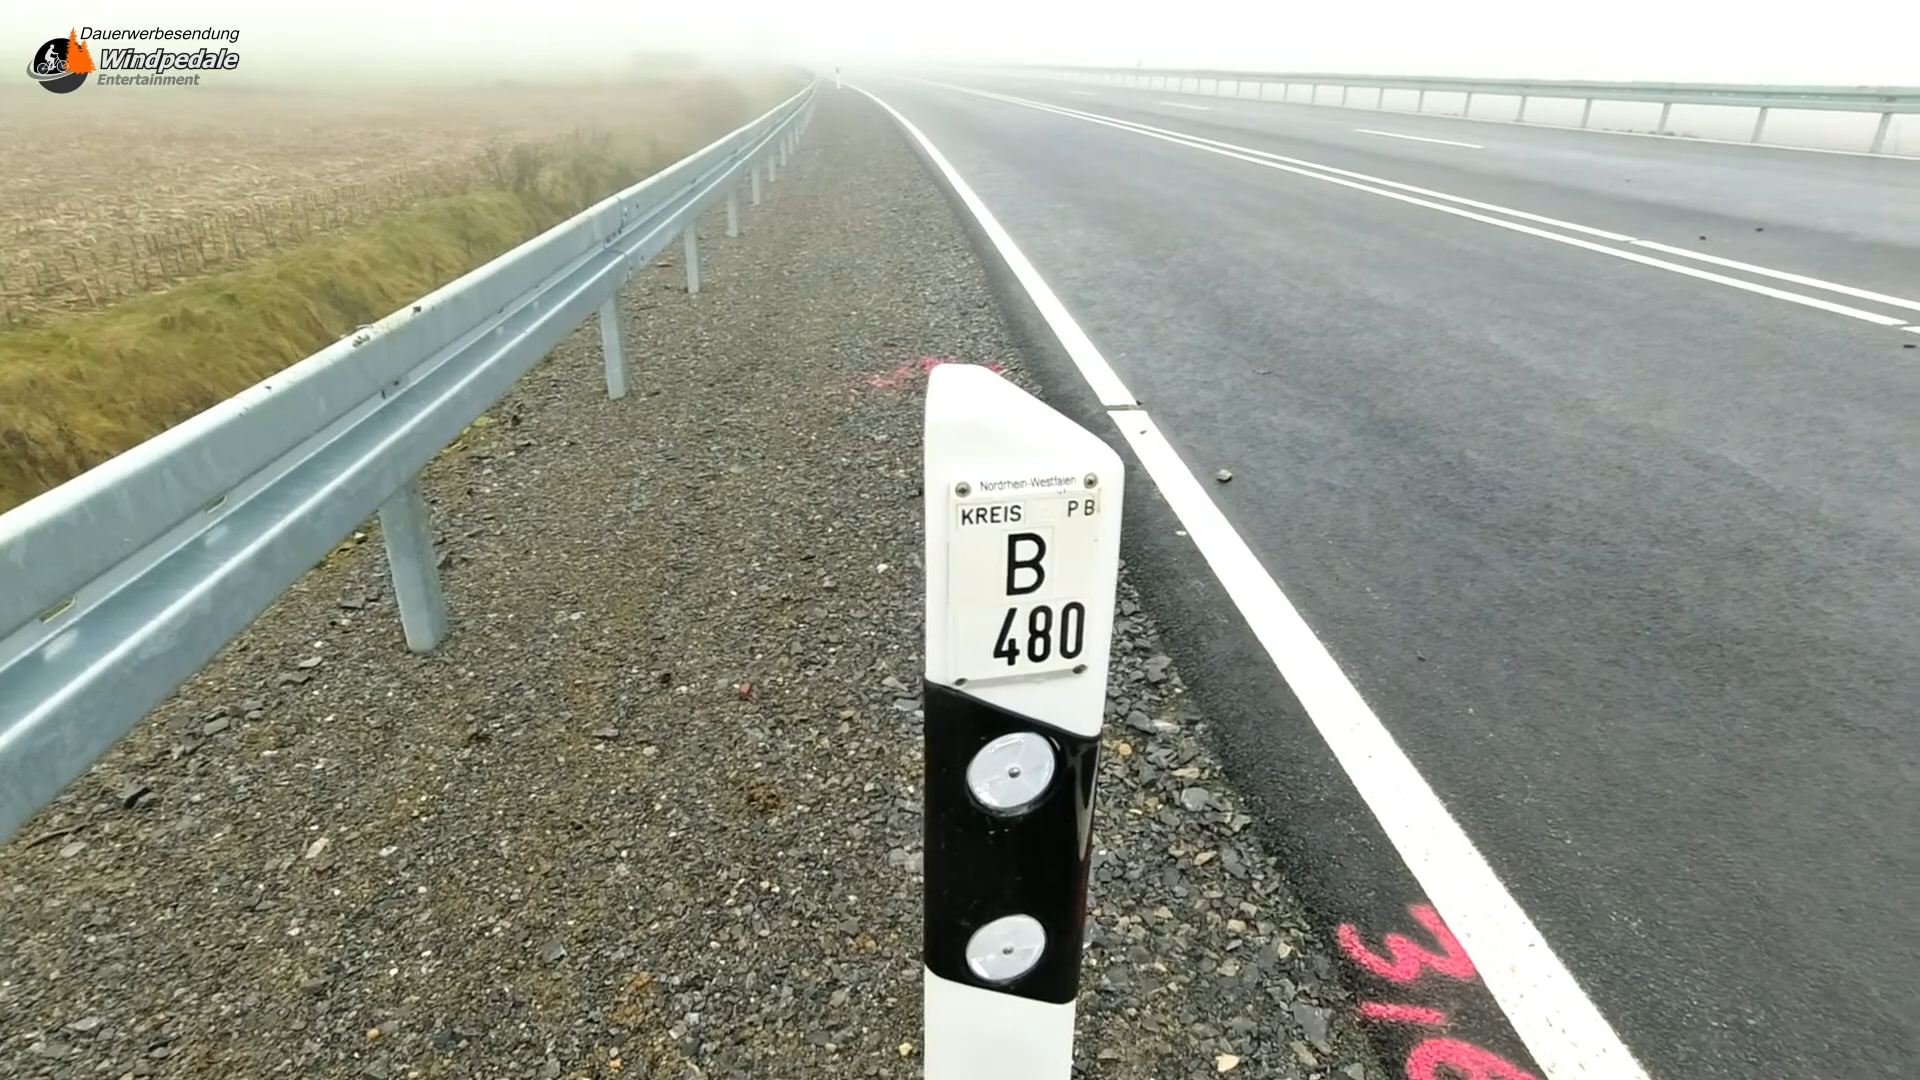 Dauerwerbesendung
Windpedale
Entertainment
Nordrhein-Westfalen
KREIS PB
B
480